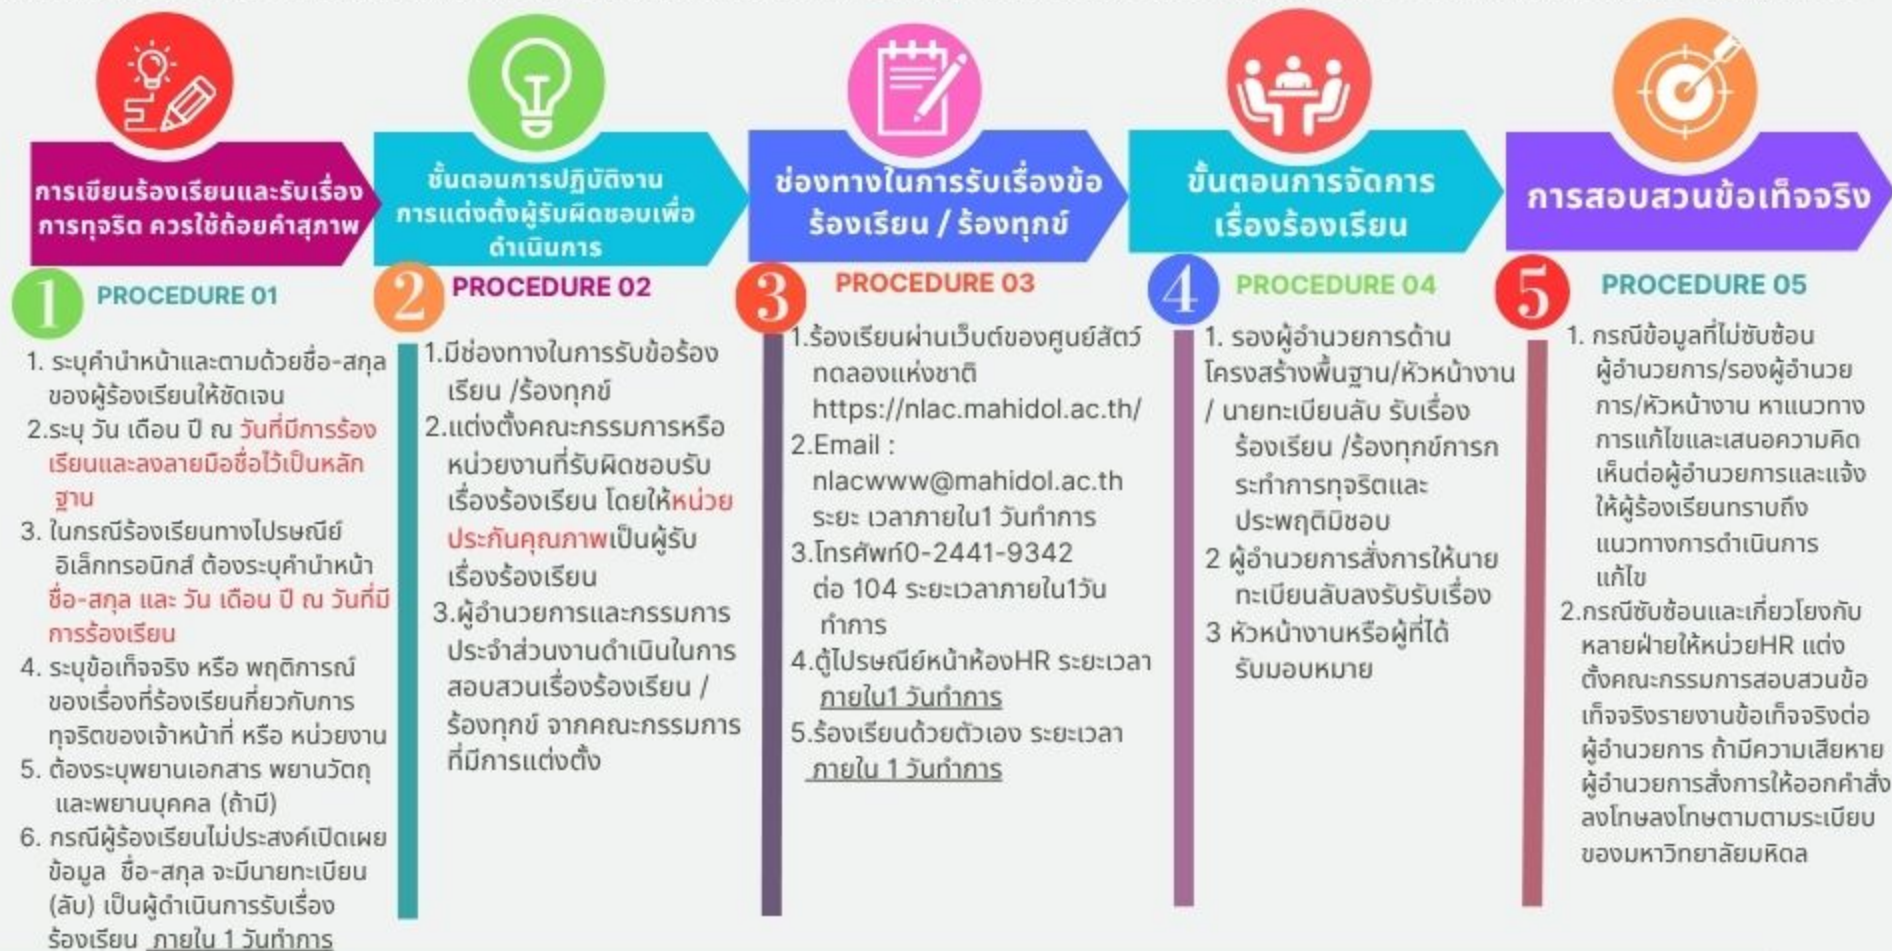 การเขียนร้องเรียนและรับเรื่อง
การทุจริต ควรใช้ถ้อยคำสุภาพ
1
PROCEDURE 01
1. ระบุคำนำหน้าและตามด้วยชื่อ-สกุล
ของผู้ร้องเรียนให้ชัดเจน
2.ระบุ วัน เดือน ปี ณ วันที่มีการร้อง
เรียนและลงลายมือชื่อไว้เป็นหลัก
ฐาน
3. ในกรณีร้องเรียนทางไปรษณีย์
อิเล็กทรอนิกส์ ต้องระบุคำนำหน้า
ชื่อ-สกุล และ วัน เดือน ปี ณ วันที่มี
การร้องเรียน
4. ระบุข้อเท็จจริง หรือ พฤติการณ์
ของเรื่องที่ร้องเรียนกี่ยวกับการ
ทุจริตของเจ้าหน้าที่ หรือ หน่วยงาน
5. ต้องระบุพยานเอกสาร พยานวัตถุ
และพยานบุคคล (ถ้ามี)
6. กรณีผู้ร้องเรียนไม่ประสงค์เปิดเผย
ข้อมูล ชื่อ-สกุล จะมีนายทะเบียน
(ลับ) เป็นผู้ดำเนินการรับเรื่อง
ร้องเรียน ภายใน 1 วันทำการ
ชั้นตอนการปฏิบัติงาน
การแต่งตั้งผู้รับผิดชอบเพื่อ
ดำเนินการ
2
PROCEDURE 02
1.มีช่องทางในการรับข้อร้อง
เรียน /ร้องทุกข์
2.แต่งตั้งคณะกรรมการหรือ
หน่วยงานที่รับผิดชอบรับ
เรื่องร้องเรียน โดยให้หน่วย
ประกันคุณภาพเป็นผู้รับ
เรื่องร้องเรียน
3.ผู้อำนวยการและกรรมการ
ประจำส่วนงานดำเนินในการ
สอบสวนเรื่องร้องเรียน /
ร้องทุกข์ จากคณะกรรมการ
ที่มีการแต่งตั้ง
ช่องทางในการรับเรื่องข้อ
ร้องเรียน / ร้องทุกข์
3
PROCEDURE 03
1.ร้องเรียนผ่านเว็บต์ของศูนย์สัตว์
ทดลองแห่งชาติ
https://nlac.mahidol.ac.th/
2.Email :
nlacwww@mahidol.ac.th
ระยะ เวลาภายใน1 วันทำการ
3.โทรศัพท์0-2441-9342
ต่อ 104 ระยะเวลาภายใน1วัน
ทำการ
4.ตู้ไปรษณีย์หน้าห้องHR ระยะเวลา
ภายใน1 วันทำการ
5.ร้องเรียนด้วยตัวเอง ระยะเวลา
ภายใน 1 วันทำการ
ขั้นตอนการจัดการ
เรื่องร้องเรียน
4
PROCEDURE 04
1. รองผู้อำนวยการด้าน
โครงสร้างพื้นฐาน/หัวหน้างาน
/ นายทะเบียนลับ รับเรื่อง
ร้องเรียน /ร้องทุกข์การก
ระทำการทุจริตและ
ประพฤติมิชอบ
2 ผู้อำนวยการสั่งการให้นาย
ทะเบียนลับลงรับรับเรื่อง
3 หัวหน้างานหรือผู้ที่ได้
รับมอบหมาย
การสอบสวนข้อเท็จจริง
5
PROCEDURE 05
1. กรณีข้อมูลที่ไม่ซับซ้อน
ผู้อำนวยการ/รองผู้อำนวย
การ/หัวหน้างาน หาแนวทาง
การแก้ไขและเสนอความคิด
เห็นต่อผู้อำนวยการและแจ้ง
ให้ผู้ร้องเรียนทราบถึง
แนวทางการดำเนินการ
แก้ไข
2.กรณีซับซ้อนและเกี่ยวโยงกับ
หลายฝ่ายให้หน่วยHR แต่ง
ตั้งคณะกรรมการสอบสวนข้อ
เท็จจริงรายงานข้อเท็จจริงต่อ
ผู้อำนวยการ ถ้ามีความเสียหาย
ผู้อำนวยการสั่งการให้ออกคำสั่ง
ลงโทษลงโทษตามตามระเบียบ
ของมหาวิทยาลัยมหิดล